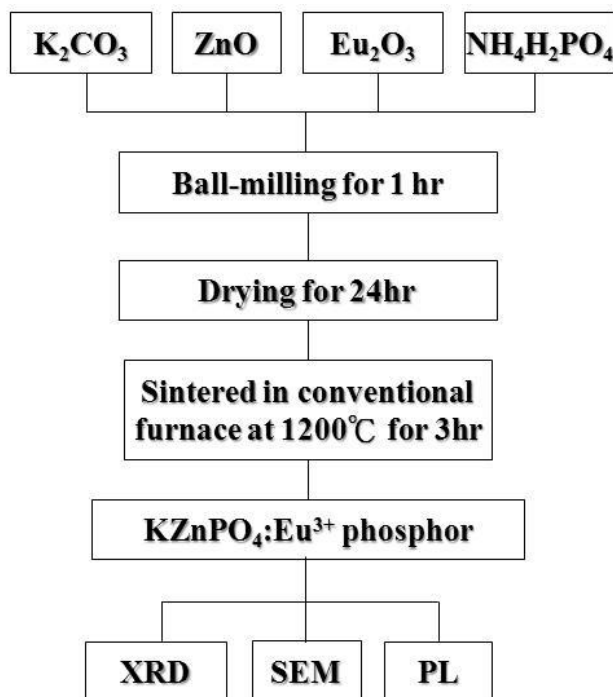 K₂CO₃
ZnO
Eu₂O₃
NH₄H₂PO₄
Ball-milling for 1 hr
Drying for 24hr
Sintered in conventional
furnace at 1200℃ for 3hr
KZnPO₄:Eu³⁺ phosphor
XRD
SEM
PL